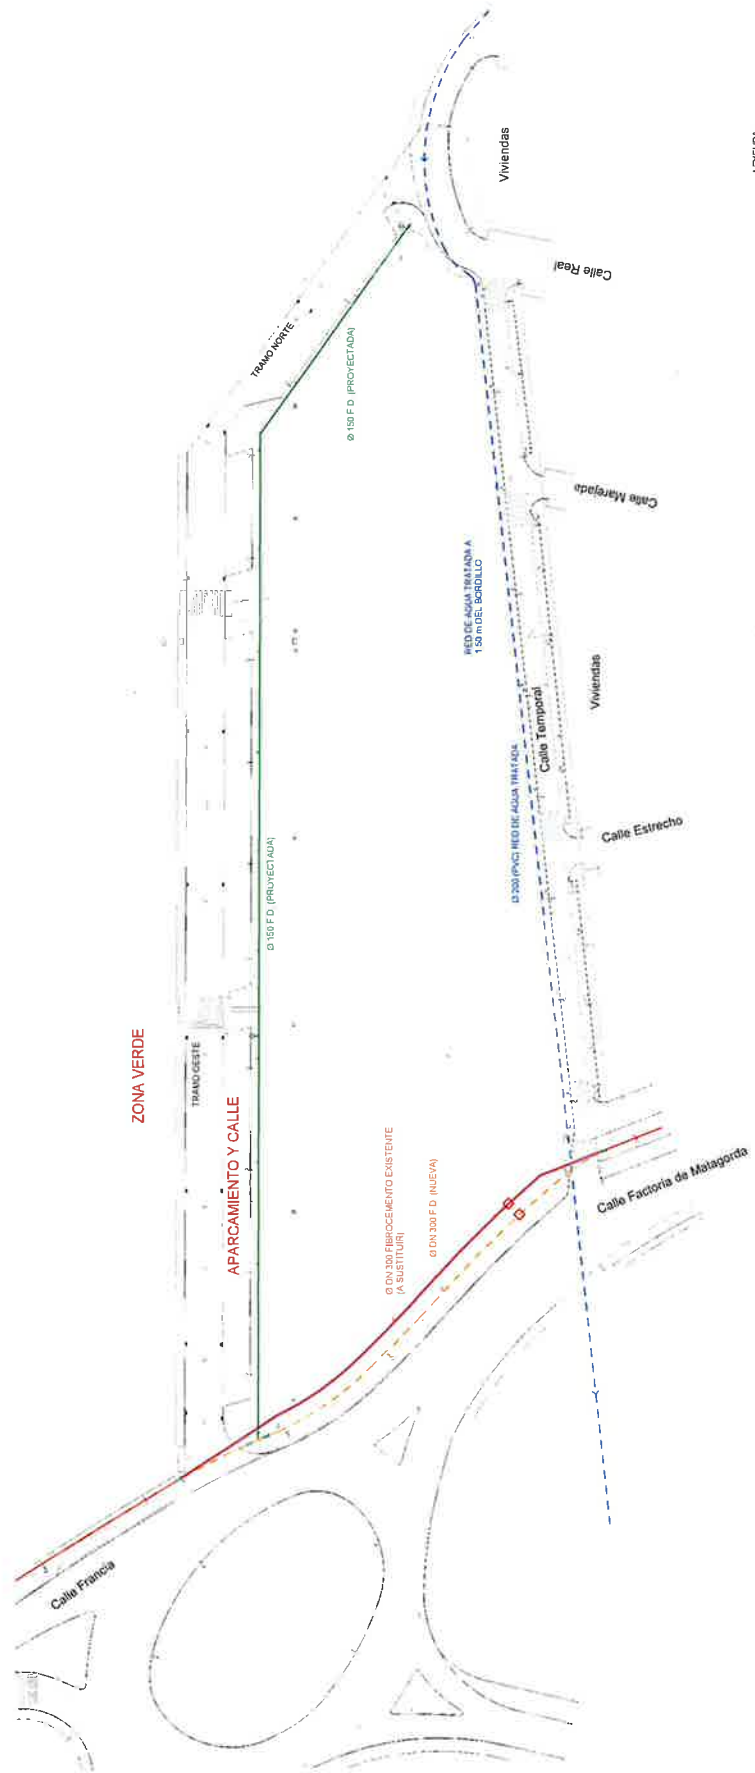 Viviendas
Calle Real
TRAMO NORTE
Ø 150 F D (PROYECTADA)
Calle Marejada
RED DE AGUA TRATADA A
1 50 m DEL BORDILLO
Viviendas
Calle Temporal
Ø 200 (PVC) RED DE AGUA TRATADA
Calle Estrecho
Ø 150 F D (PROYECTADA)
ZONA VERDE
TRAMO OESTE
APARCAMIENTO Y CALLE
Ø DN 300 FIBROCEMENTO EXISTENTE
(A SUSTITUIR)
Ø DN 300 F D (NUEVA)
Calle Factoria de Matagorda
Calle Francia